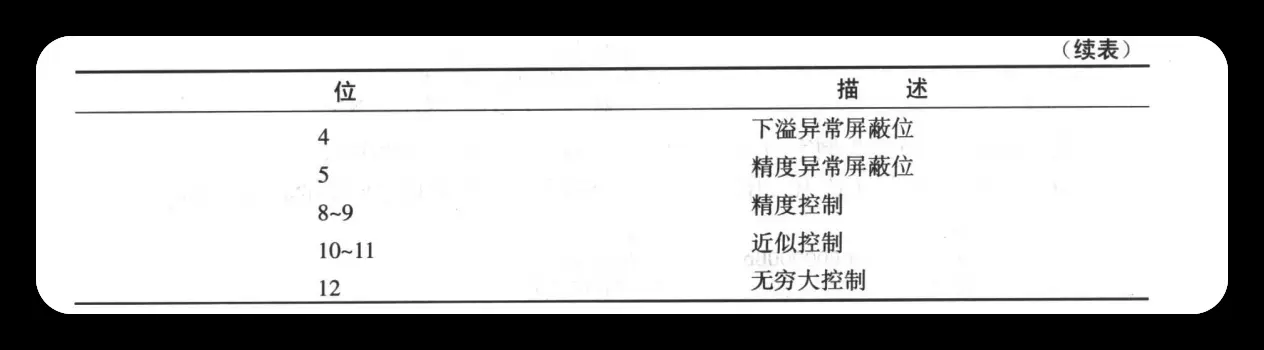 （续表）
位 描 述
4 下溢异常屏蔽位
5 精度异常屏蔽位
8~9 精度控制
10~11 近似控制
12 无穷大控制